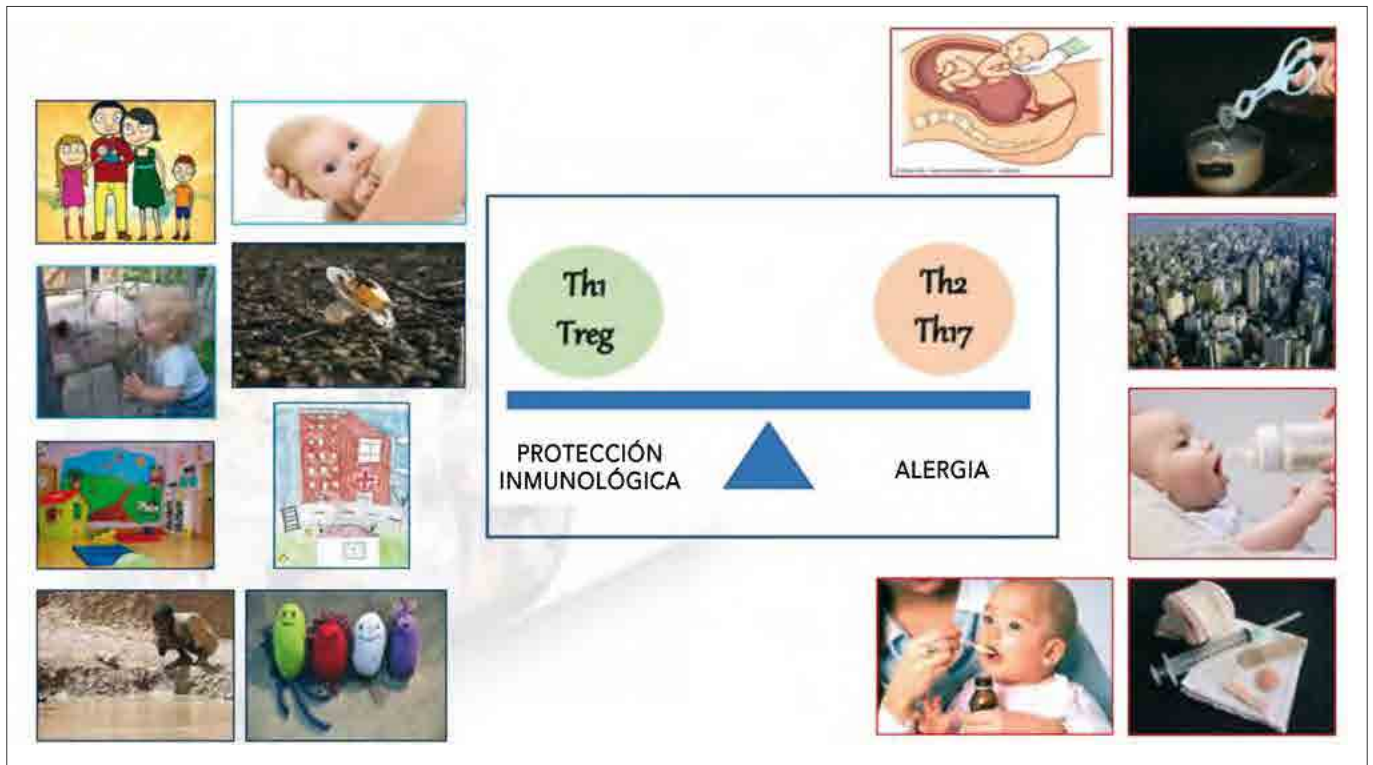 Th1
Treg
Th2
Th17
PROTECCIÓN
INMUNOLÓGICA
ALERGIA